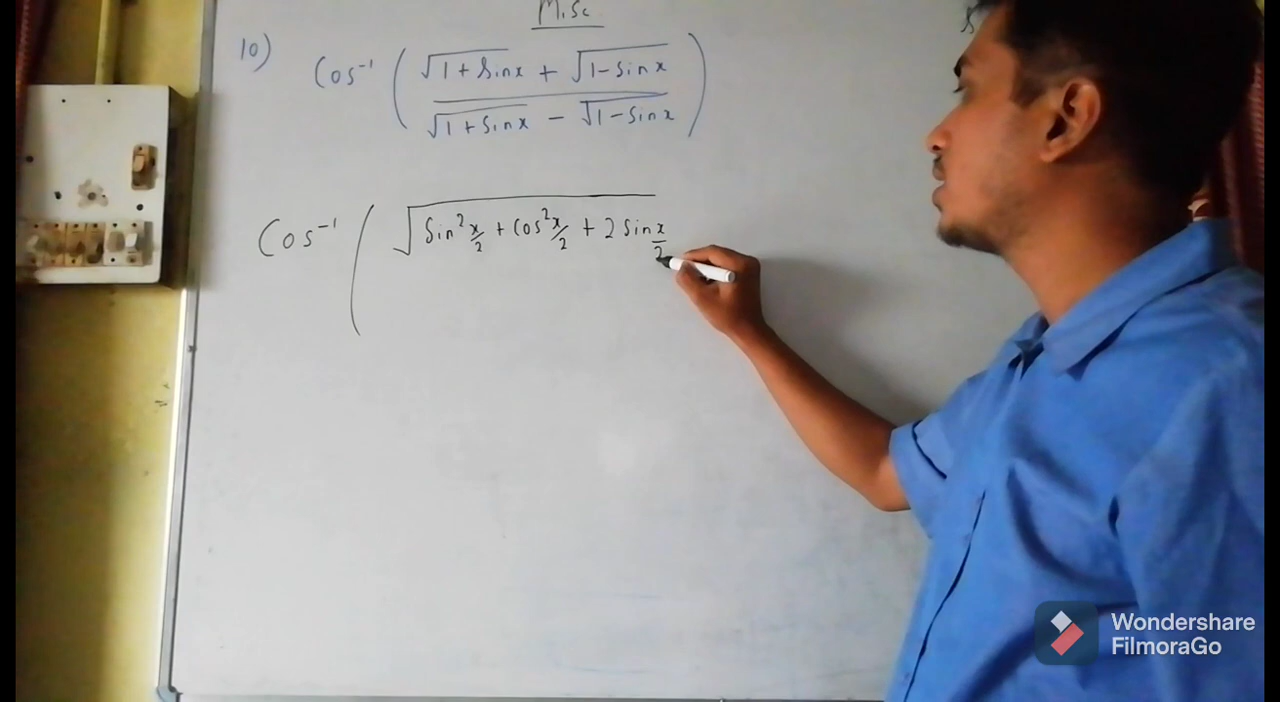 Misc
10) Cos⁻¹ ( √1+Sinx + √1-Sinx
√1+Sinx - √1-Sinx )
Cos⁻¹ ( √Sin²x/2 + Cos²x/2 + 2 Sin x/2
Wondershare
FilmoraGo